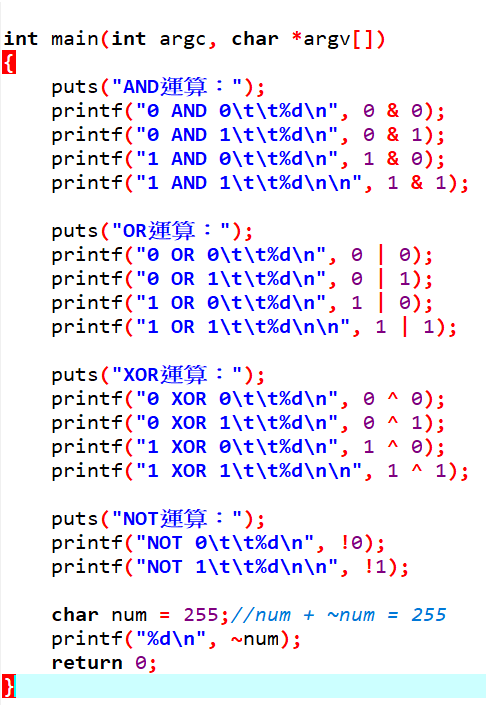 int main(int argc, char *argv[])
{
    puts("AND運算：");
    printf("0 AND 0\t\t%d\n", 0 & 0);
    printf("0 AND 1\t\t%d\n", 0 & 1);
    printf("1 AND 0\t\t%d\n", 1 & 0);
    printf("1 AND 1\t\t%d\n\n", 1 & 1);

    puts("OR運算：");
    printf("0 OR 0\t\t%d\n", 0 | 0);
    printf("0 OR 1\t\t%d\n", 0 | 1);
    printf("1 OR 0\t\t%d\n", 1 | 0);
    printf("1 OR 1\t\t%d\n\n", 1 | 1);

    puts("XOR運算：");
    printf("0 XOR 0\t\t%d\n", 0 ^ 0);
    printf("0 XOR 1\t\t%d\n", 0 ^ 1);
    printf("1 XOR 0\t\t%d\n", 1 ^ 0);
    printf("1 XOR 1\t\t%d\n\n", 1 ^ 1);

    puts("NOT運算：");
    printf("NOT 0\t\t%d\n", !0);
    printf("NOT 1\t\t%d\n\n", !1);

    char num = 255;//num + ~num = 255
    printf("%d\n", ~num);
    return 0;
}